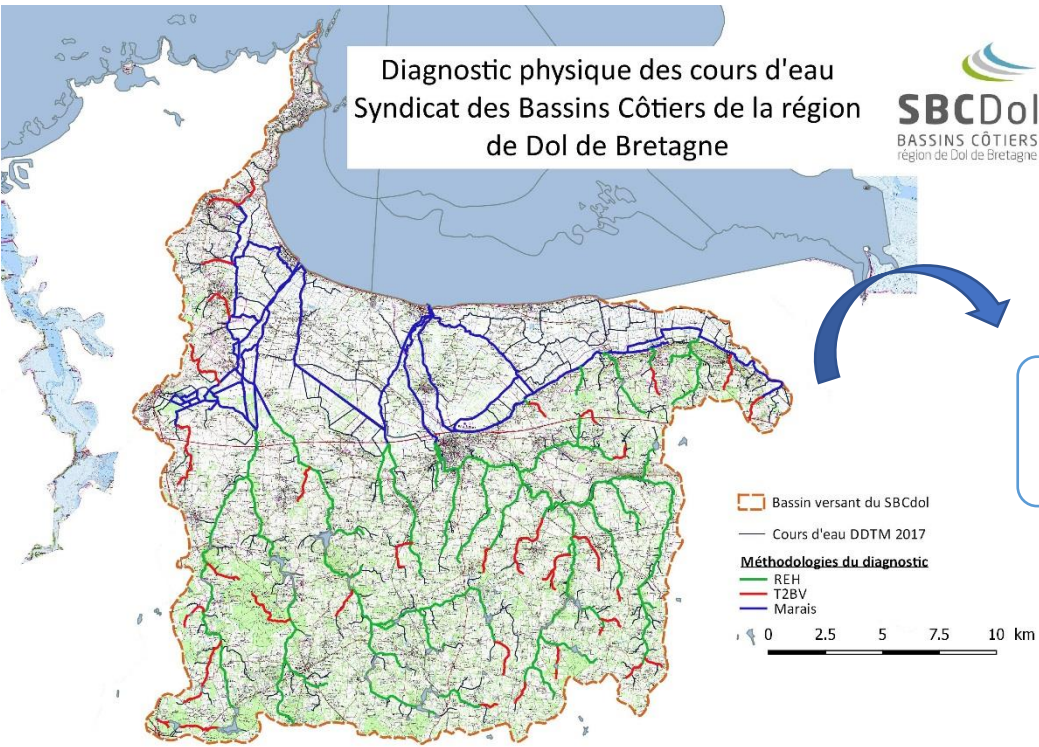 Diagnostic physique des cours d'eau
Syndicat des Bassins Côtiers de la région
de Dol de Bretagne
SBCDol
BASSINS CÔTIERS
région de Dol de Bretagne
Bassin versant du SBCdol
Cours d'eau DDTM 2017
Méthodologies du diagnostic
REH
T2BV
Marais
0 2.5 5 7.5 10 km